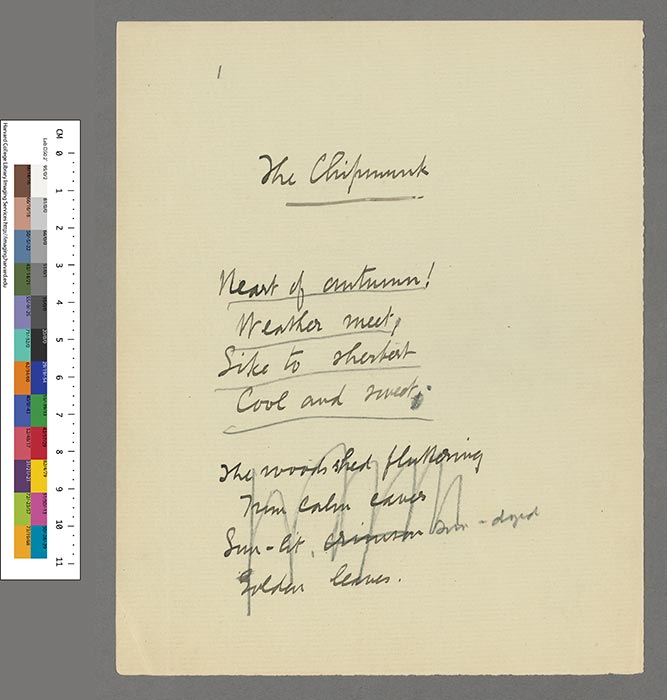 1
The Chipmunk
Heart of autumn!
Weather meet,
Like to sherbert
Cool and sweet.
The woods shed fluttering
From calm eaves
Sun-lit, crimson sun-dyed
Golden leaves.
CM 0 1 2 3 4 5 6 7 8 9 10 11
Harvard College Library Imaging Services http://imaging.harvard.edu